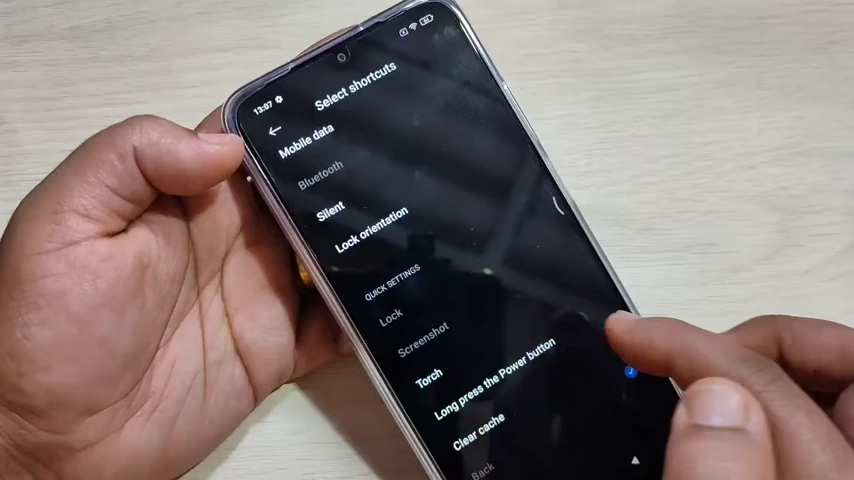 13:07
Select shortcuts
Mobile data
Bluetooth
Silent
Lock orientation
QUICK SETTINGS
Lock
Screenshot
Torch
Long press the Power button
Clear cache
Back